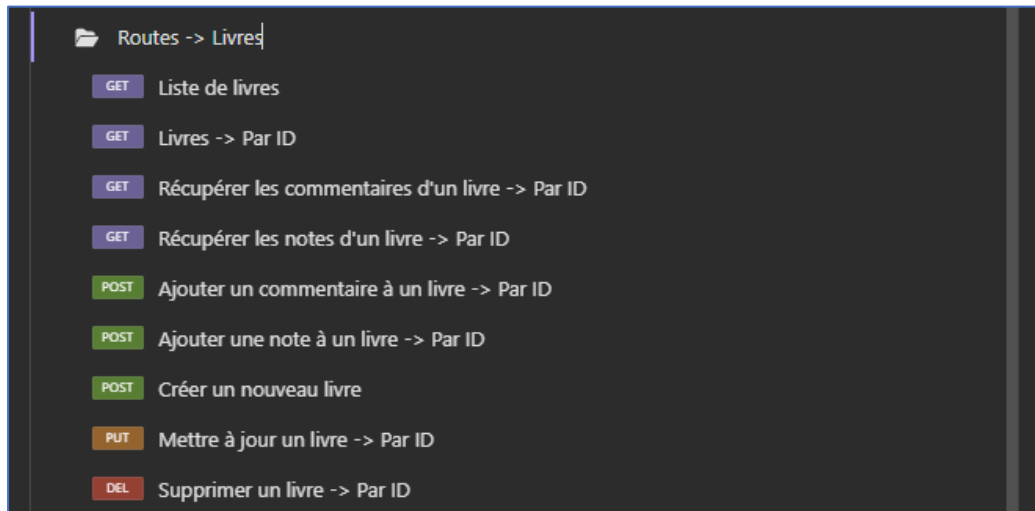 Routes -> Livres
GET Liste de livres
GET Livres -> Par ID
GET Récupérer les commentaires d'un livre -> Par ID
GET Récupérer les notes d'un livre -> Par ID
POST Ajouter un commentaire à un livre -> Par ID
POST Ajouter une note à un livre -> Par ID
POST Créer un nouveau livre
PUT Mettre à jour un livre -> Par ID
DEL Supprimer un livre -> Par ID